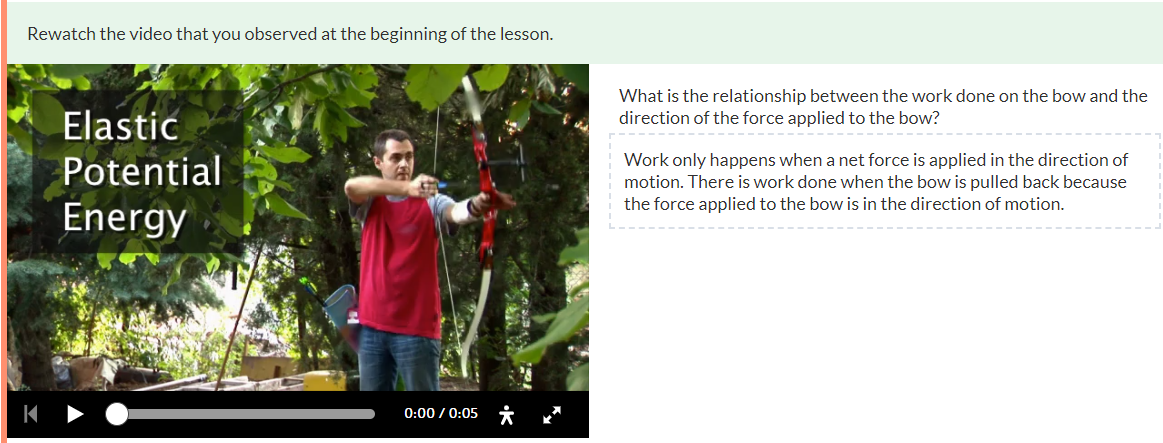 Rewatch the video that you observed at the beginning of the lesson.
Elastic
Potential
Energy
What is the relationship between the work done on the bow and the
direction of the force applied to the bow?
Work only happens when a net force is applied in the direction of
motion. There is work done when the bow is pulled back because
the force applied to the bow is in the direction of motion.
0:00 / 0:05